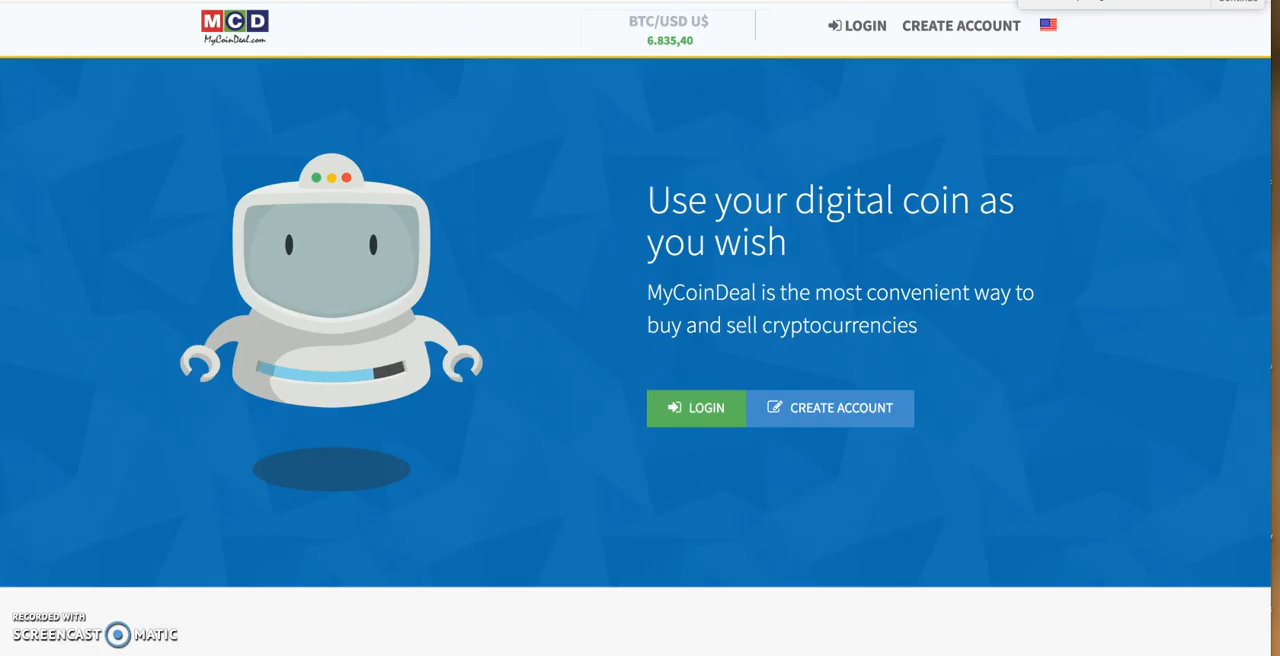 MCD
MyCoinDeal.com
BTC/USD U$
6.835,40
LOGIN
CREATE ACCOUNT
Use your digital coin as
you wish
MyCoinDeal is the most convenient way to
buy and sell cryptocurrencies
LOGIN
CREATE ACCOUNT
RECORDED WITH
SCREENCAST MATIC